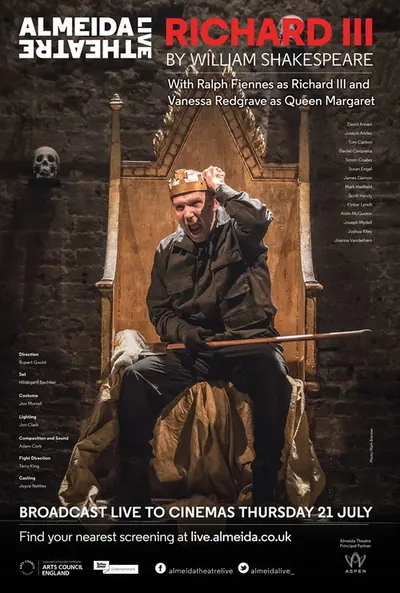 ALMEIDA
THEATRE
LIVE
RICHARD III
BY WILLIAM SHAKESPEARE
With Ralph Fiennes as Richard III and
Vanessa Redgrave as Queen Margaret
David Annen
Joseph Arkley
Tom Canton
Daniel Cerqueira
Simon Coates
Susan Engel
James Garnon
Mark Hadfield
Scott Handy
Finbar Lynch
Aislín McGuckin
Joseph Mydell
Joshua Riley
Joanna Vanderham
Direction
Rupert Goold
Set
Hildegard Bechtler
Costume
Jon Morrell
Lighting
Jon Clark
Composition and Sound
Adam Cork
Fight Direction
Terry King
Casting
Joyce Nettles
BROADCAST LIVE TO CINEMAS THURSDAY 21 JULY
Find your nearest screening at live.almeida.co.uk
Almeida Theatre
Principal Partner
ASPEN
ARTS COUNCIL
ENGLAND
Entertainment
almeidatheatrelive
almeidalive_